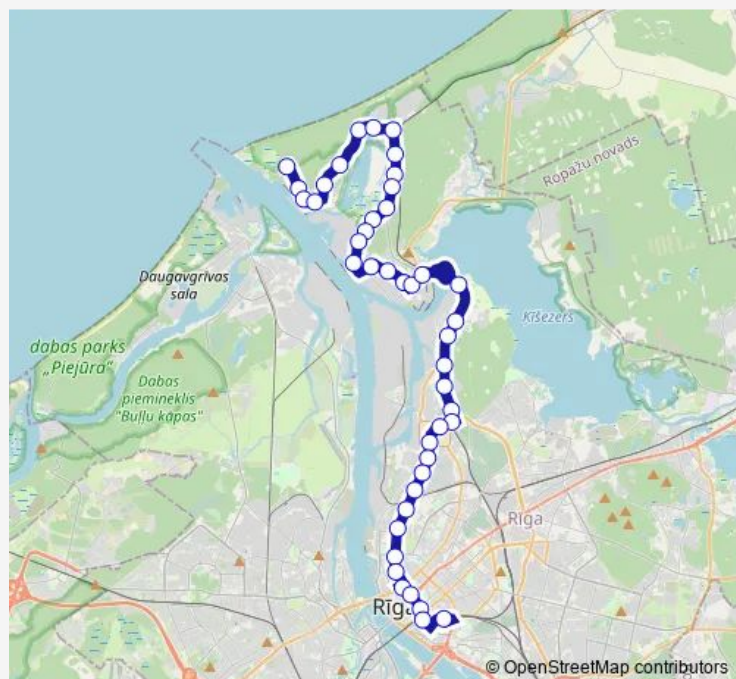 Ropažu novads
Daugavgrīvas
sala
Ķīšezers
dabas parks
„Piejūra”
Dabas
piemineklis
"Buļļu kāpas"
Rīga
Rīga
© OpenStreetMap contributors